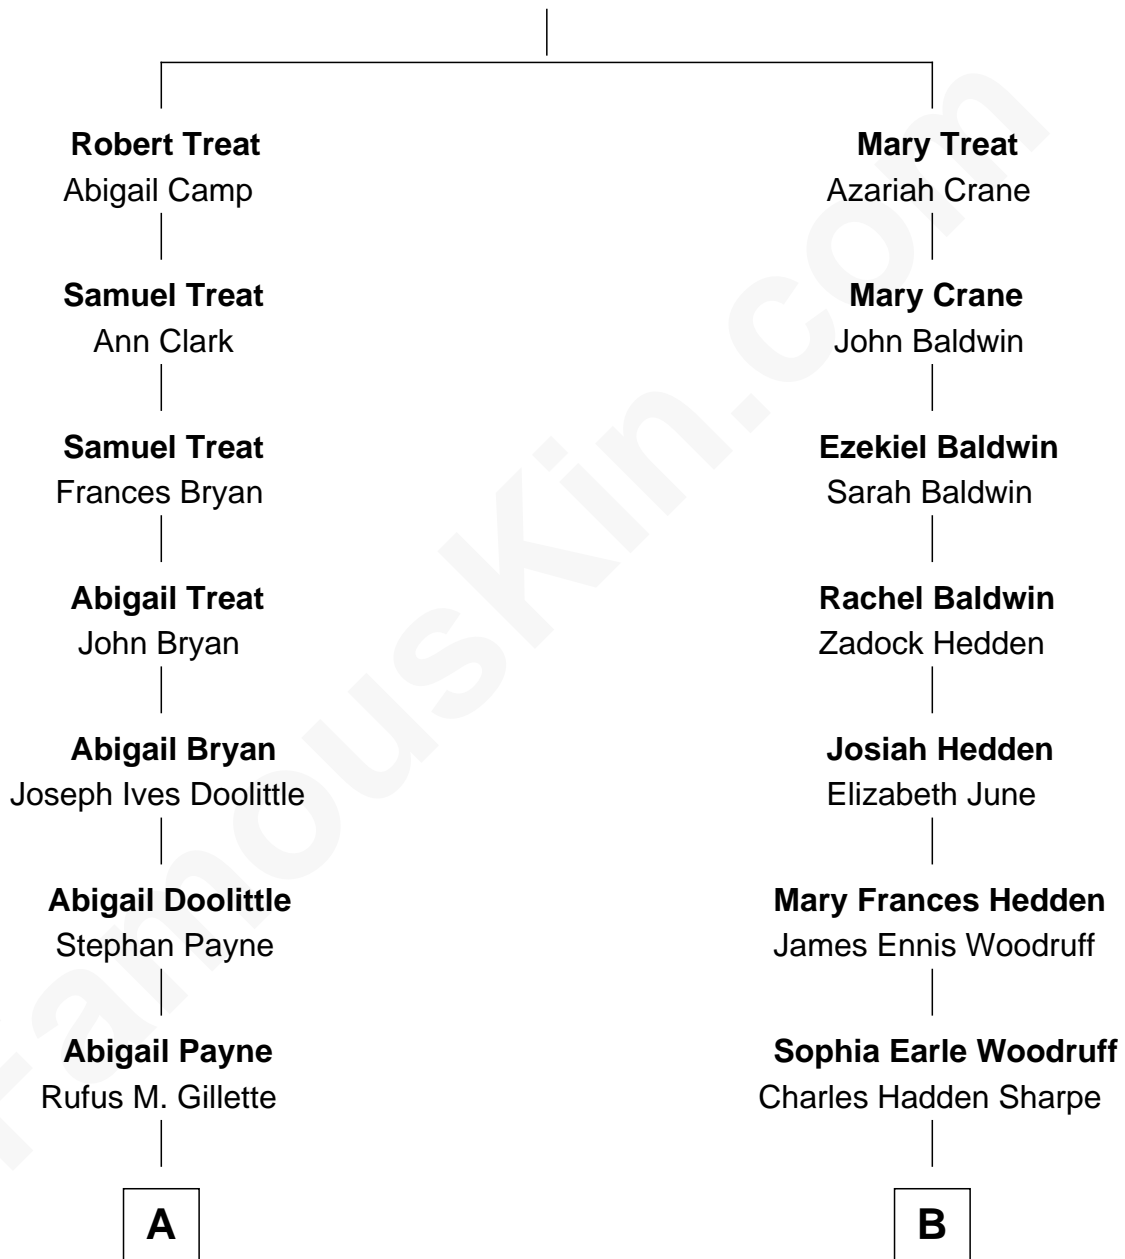 Robert Treat
Abigail Camp
Samuel Treat
Ann Clark
Samuel Treat
Frances Bryan
Abigail Treat
John Bryan
Abigail Bryan
Joseph Ives Doolittle
Abigail Doolittle
Stephan Payne
Abigail Payne
Rufus M. Gillette
A
Mary Treat
Azariah Crane
Mary Crane
John Baldwin
Ezekiel Baldwin
Sarah Baldwin
Rachel Baldwin
Zadock Hedden
Josiah Hedden
Elizabeth June
Mary Frances Hedden
James Ennis Woodruff
Sophia Earle Woodruff
Charles Hadden Sharpe
B
FamousKin.com